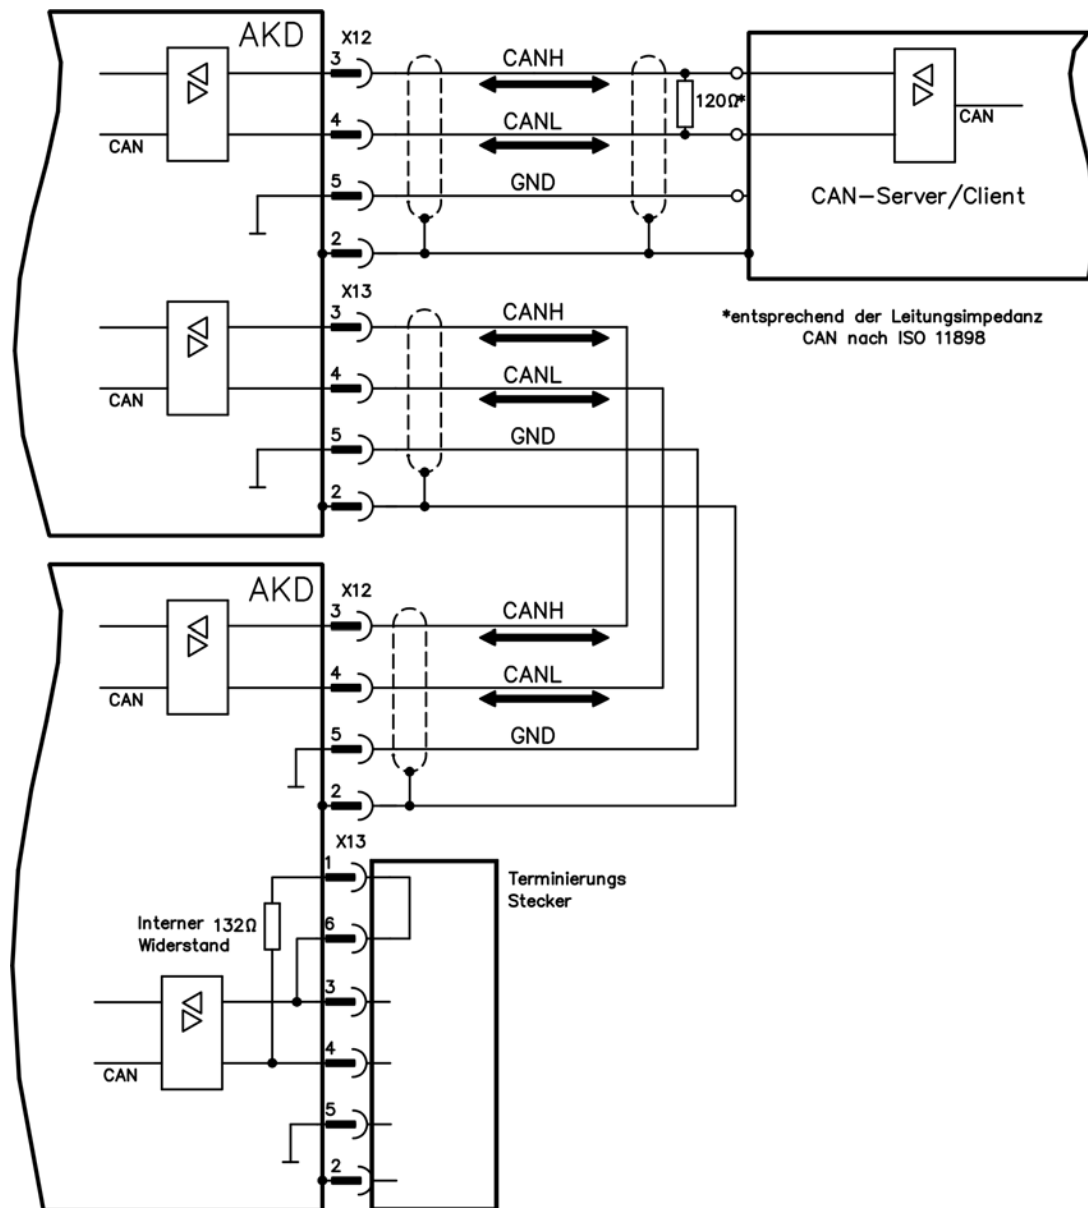 AKD
X12
3
CANH
120Ω*
4
CANL
CAN
CAN
5
GND
CAN-Server/Client
2
X13
3
CANH
*entsprechend der Leitungsimpedanz
CAN nach ISO 11898
4
CANL
CAN
5
GND
2
AKD
X12
3
CANH
4
CANL
CAN
5
GND
2
X13
1
Terminierungs
Stecker
Interner 132Ω
Widerstand
6
3
4
CAN
5
2